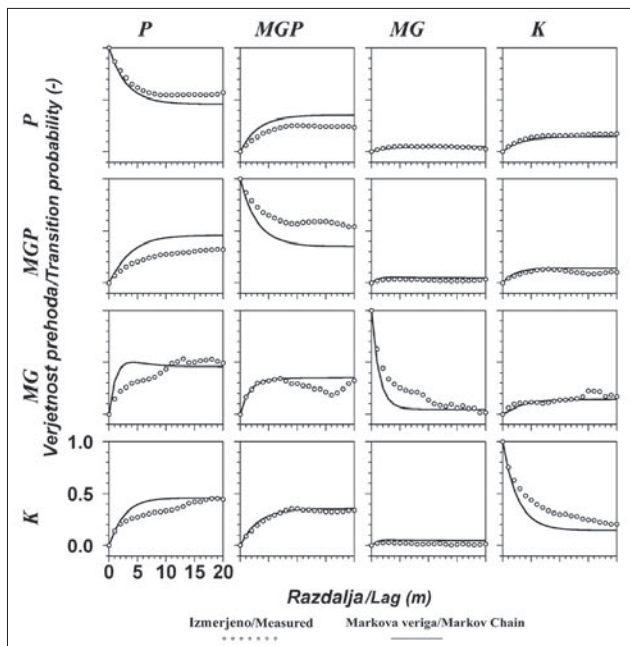 P MGP MG K
Verjetnost prehoda/Transition probability (-)
P
MGP
MG
K
1.0
0.5
0.0
0 5 10 15 20
Razdalja/Lag (m)
Izmerjeno/Measured Markova veriga/Markov Chain